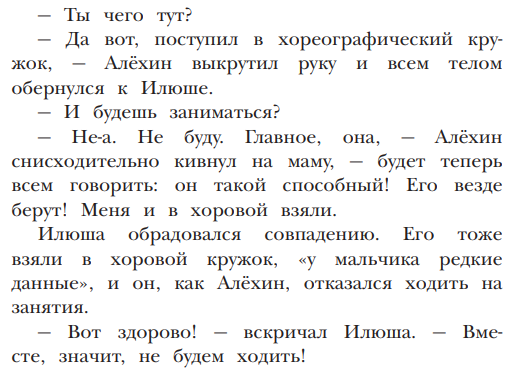 — Ты чего тут?
— Да вот, поступил в хореографический кру-
жок, — Алёхин выкрутил руку и всем телом
обернулся к Илюше.
— И будешь заниматься?
— Не-а. Не буду. Главное, она, — Алёхин
снисходительно кивнул на маму, — будет теперь
всем говорить: он такой способный! Его везде
берут! Меня и в хоровой взяли.
Илюша обрадовался совпадению. Его тоже
взяли в хоровой кружок, «у мальчика редкие
данные», и он, как Алёхин, отказался ходить на
занятия.
— Вот здорово! — вскричал Илюша. — Вме-
сте, значит, не будем ходить!